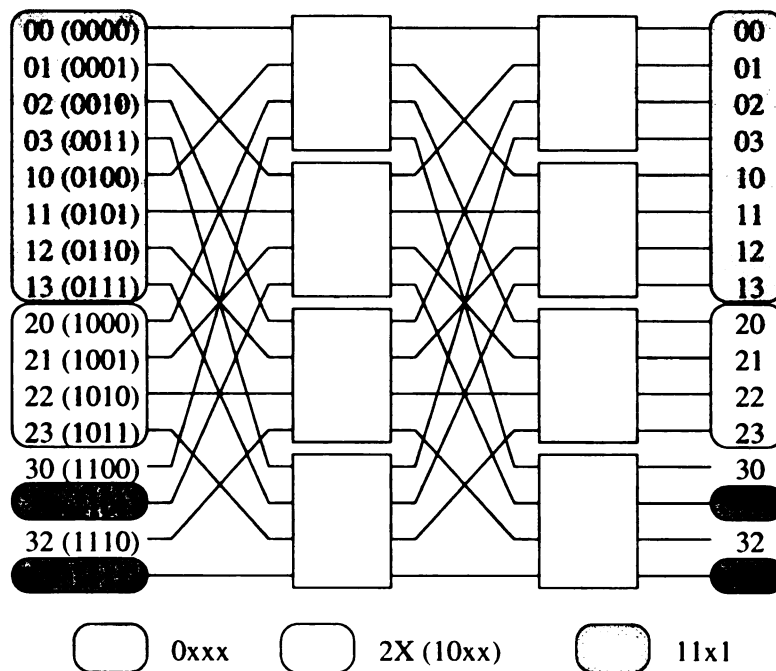 00 (0000) 00
01 (0001) 01
02 (0010) 02
03 (0011) 03
10 (0100) 10
11 (0101) 11
12 (0110) 12
13 (0111) 13
20 (1000) 20
21 (1001) 21
22 (1010) 22
23 (1011) 23
30 (1100) 30
32 (1110) 32
0xxx 2X (10xx) 11x1